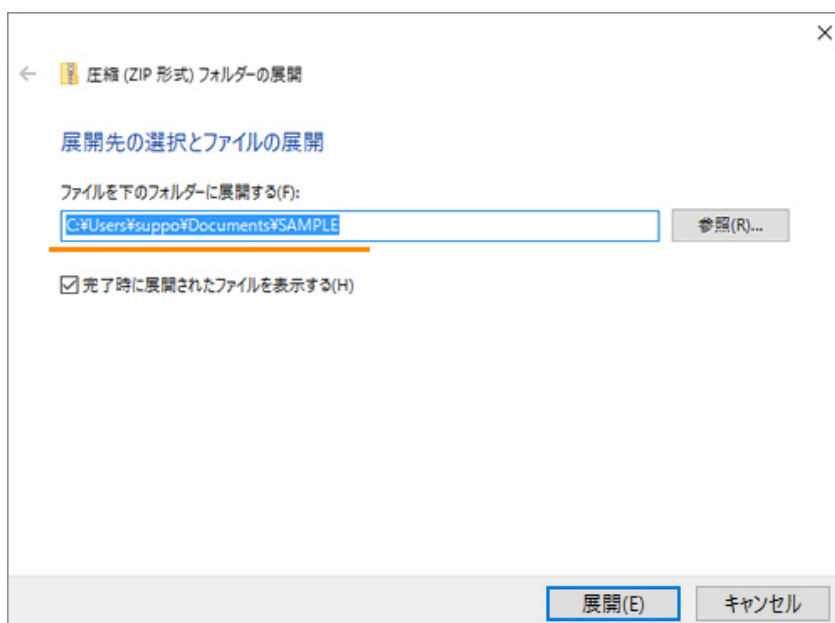 圧縮 (ZIP 形式) フォルダーの展開
展開先の選択とファイルの展開
ファイルを下のフォルダーに展開する(F):
C:¥Users¥suppo¥Documents¥SAMPLE
参照(R)...
完了時に展開されたファイルを表示する(H)
展開(E)
キャンセル